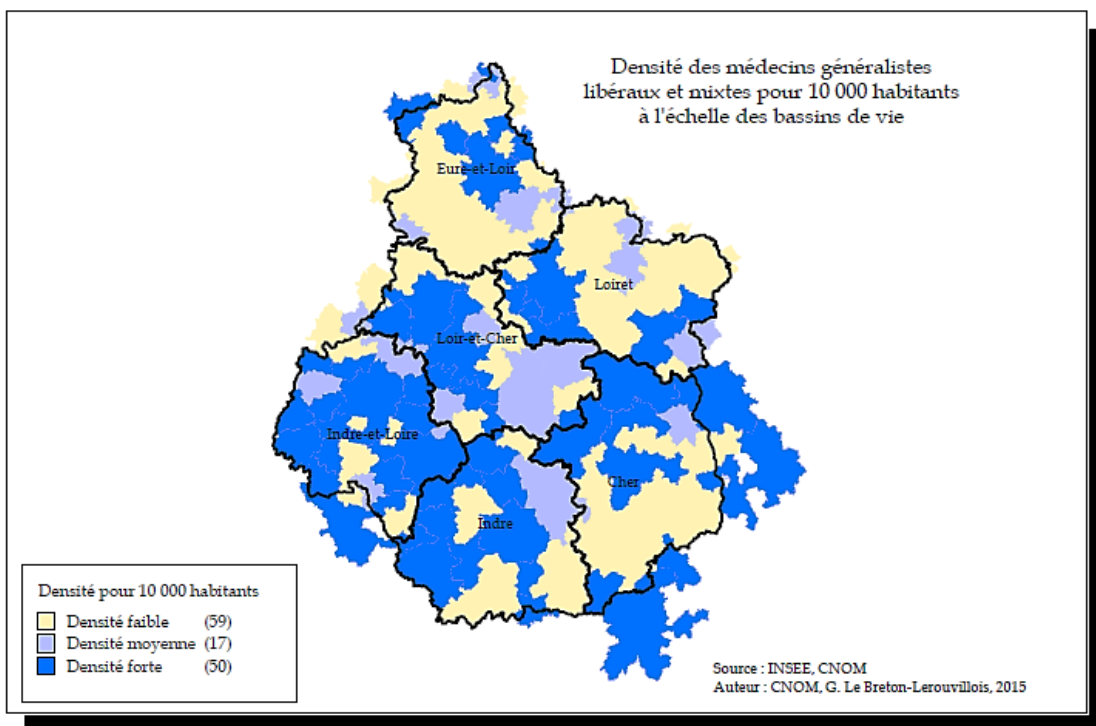 Densité des médecins généralistes
libéraux et mixtes pour 10 000 habitants
à l'échelle des bassins de vie
Eure-et-Loir
Loiret
Loir-et-Cher
Indre-et-Loire
Cher
Indre
Densité pour 10 000 habitants
Densité faible (59)
Densité moyenne (17)
Densité forte (50)
Source : INSEE, CNOM
Auteur : CNOM, G. Le Breton-Lerouvillois, 2015